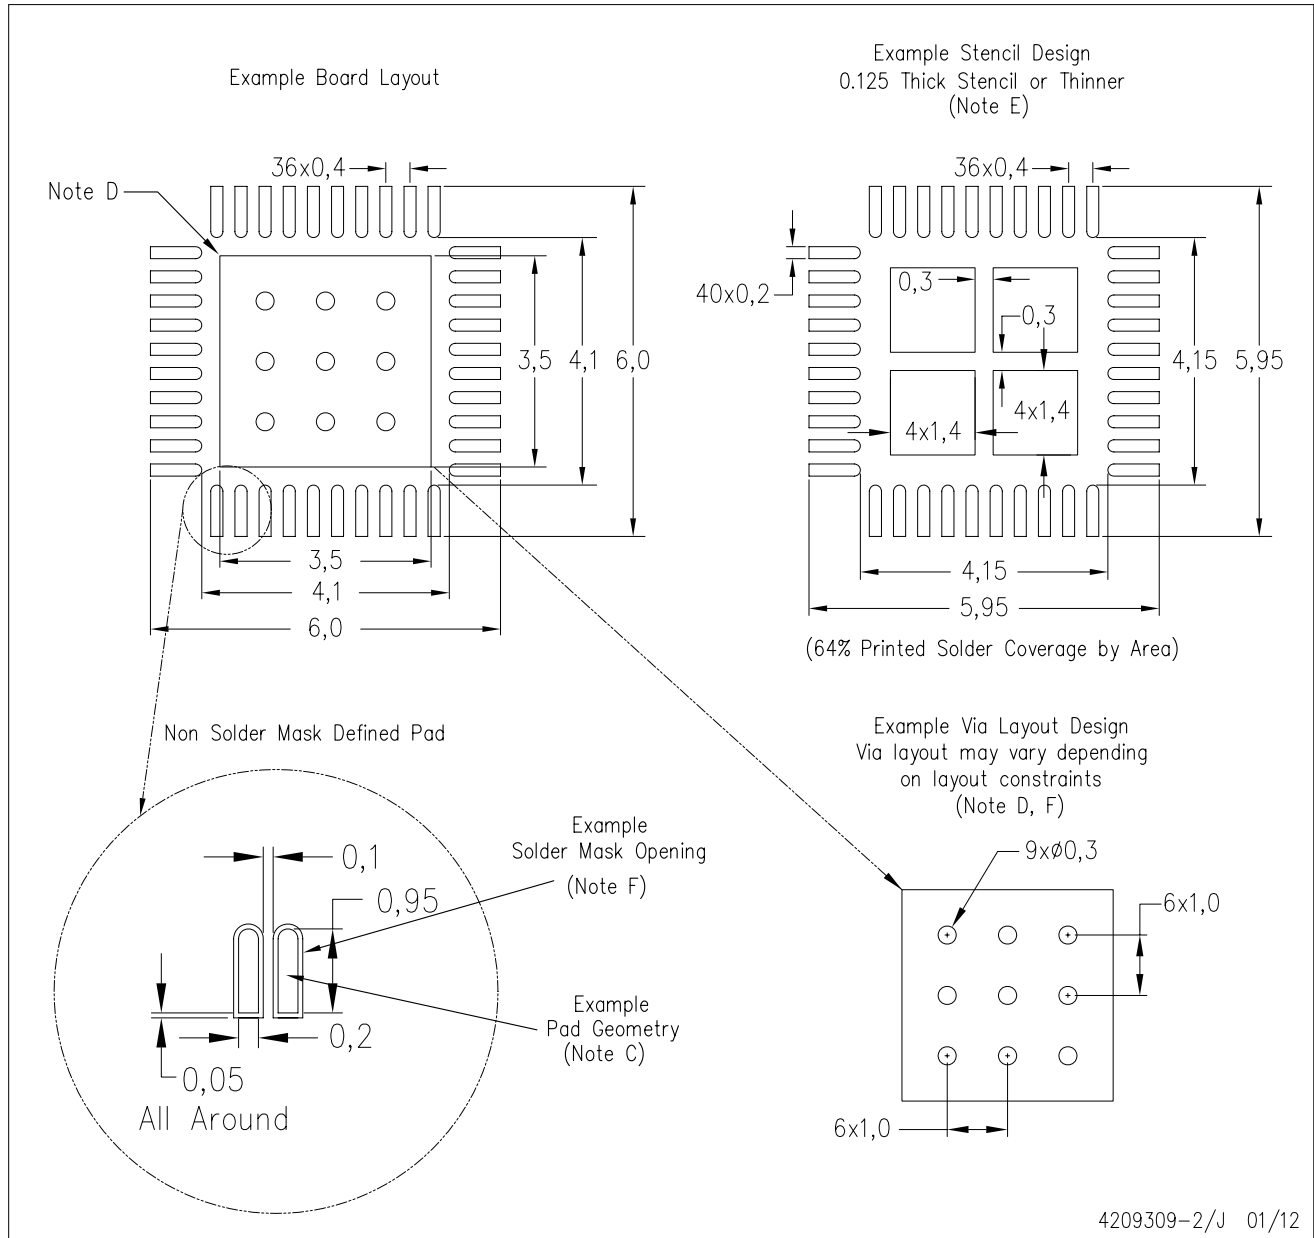 Example Board Layout
Example Stencil Design
0.125 Thick Stencil or Thinner
(Note E)
36x0,4
Note D
3,5
4,1
6,0
3,5
4,1
6,0
36x0,4
40x0,2
0,3
0,3
4x1,4
4x1,4
4,15
5,95
4,15
5,95
(64% Printed Solder Coverage by Area)
Non Solder Mask Defined Pad
0,1
0,95
Example
Solder Mask Opening
(Note F)
Example
Pad Geometry
(Note C)
0,2
0,05
All Around
Example Via Layout Design
Via layout may vary depending
on layout constraints
(Note D, F)
9xø0,3
6x1,0
6x1,0
4209309-2/J 01/12